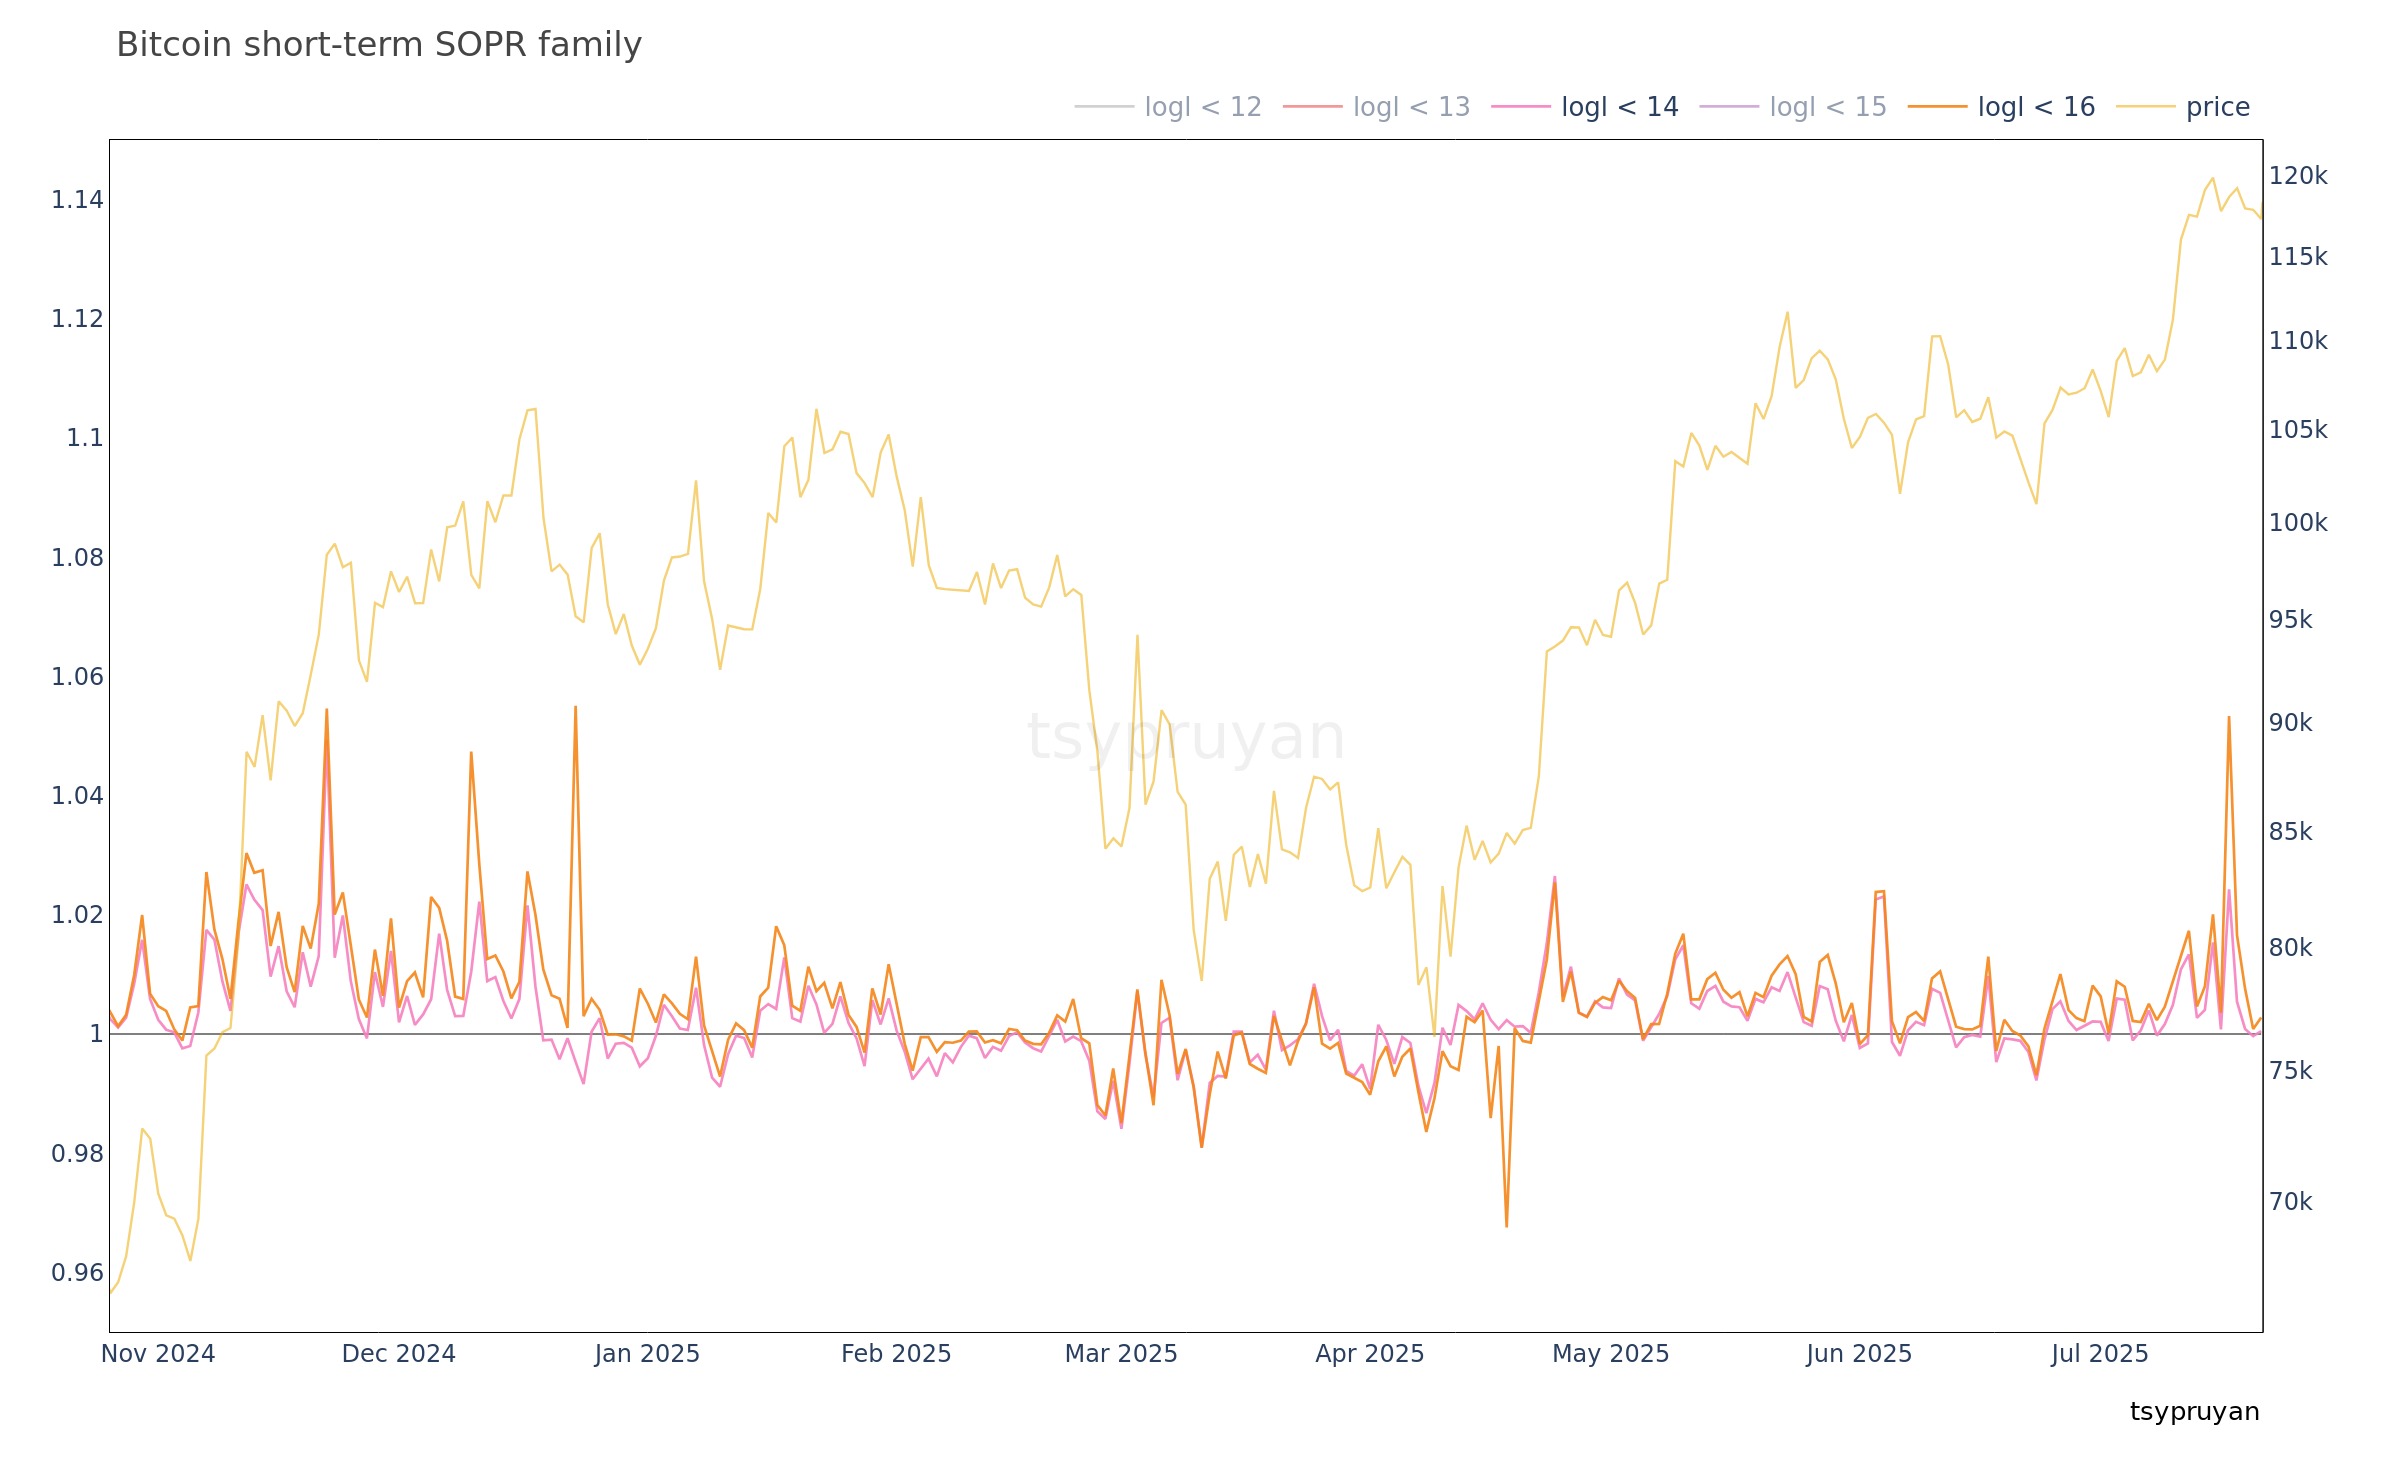 Bitcoin short-term SOPR family
logl < 12 logl < 13 logl < 14 logl < 15 logl < 16 price
1.14
1.12
1.1
1.08
1.06
1.04
1.02
1
0.98
0.96
120k
115k
110k
105k
100k
95k
90k
85k
80k
75k
70k
tsypruyan
Nov 2024 Dec 2024 Jan 2025 Feb 2025 Mar 2025 Apr 2025 May 2025 Jun 2025 Jul 2025
tsypruyan